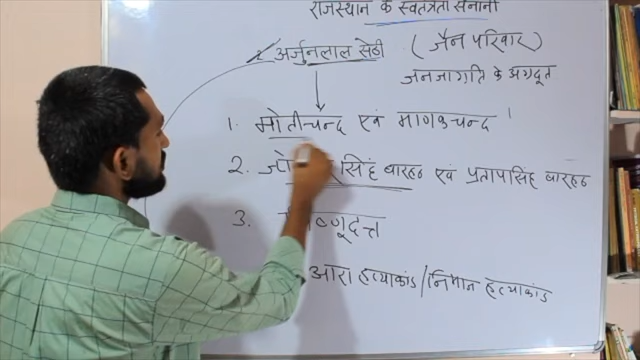 राजस्थान के स्वतंत्रता सेनानी
1. अर्जुनलाल सेठी (जैन परिवार)
जनजागृति के अग्रदूत
1. मोतीचन्द एवं माणकचन्द
2. सिंह बारहठ एवं प्रतापसिंह बारहठ
3.
आरा हत्याकांड/निमाज हत्याकांड